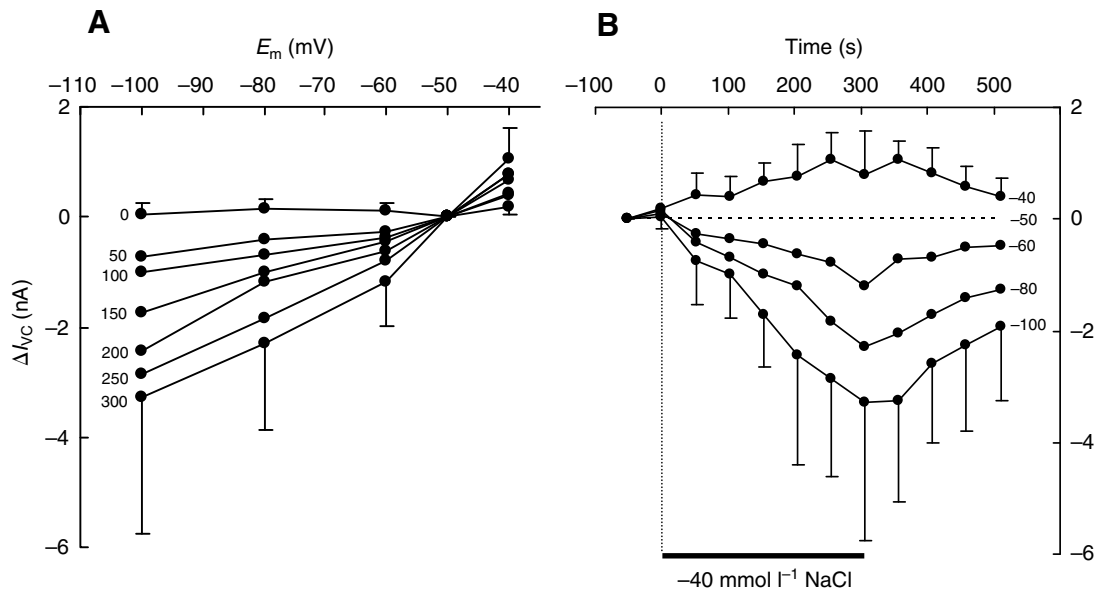 A
E_m (mV)
−110 −100 −90 −80 −70 −60 −50 −40
2
0
−2
−4
−6
ΔI_VC (nA)
0
50
100
150
200
250
300
B
Time (s)
−100 0 100 200 300 400 500
2
0
−2
−4
−6
−40
−50
−60
−80
−100
−40 mmol l⁻¹ NaCl